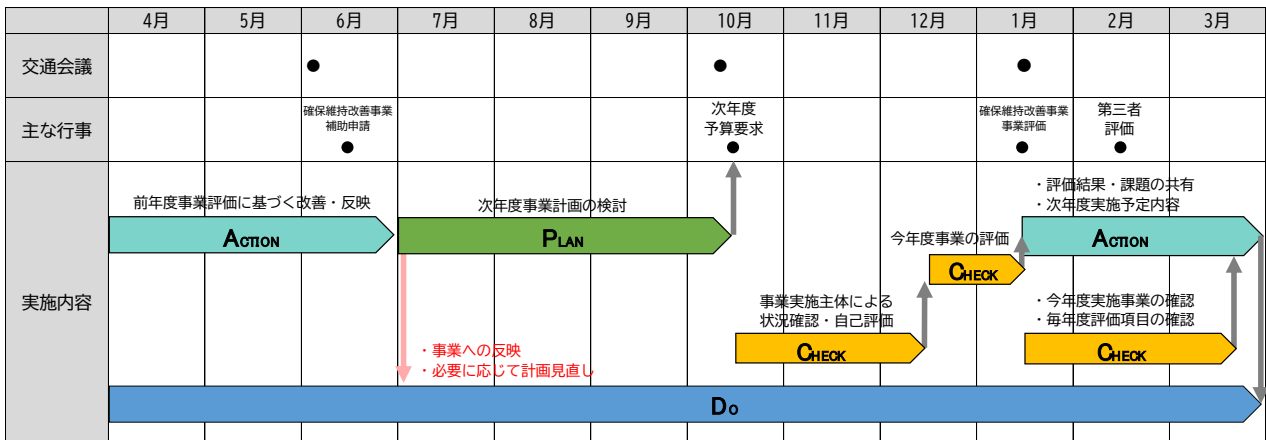 4月 5月 6月 7月 8月 9月 10月 11月 12月 1月 2月 3月
交通会議
主な行事
確保維持改善事業
補助申請
次年度
予算要求
確保維持改善事業
事業評価
第三者
評価
実施内容
前年度事業評価に基づく改善・反映
ACTION
次年度事業計画の検討
PLAN
・評価結果・課題の共有
・次年度実施予定内容
ACTION
今年度事業の評価
CHECK
事業実施主体による
状況確認・自己評価
CHECK
・今年度実施事業の確認
・毎年度評価項目の確認
CHECK
・事業への反映
・必要に応じて計画見直し
Do